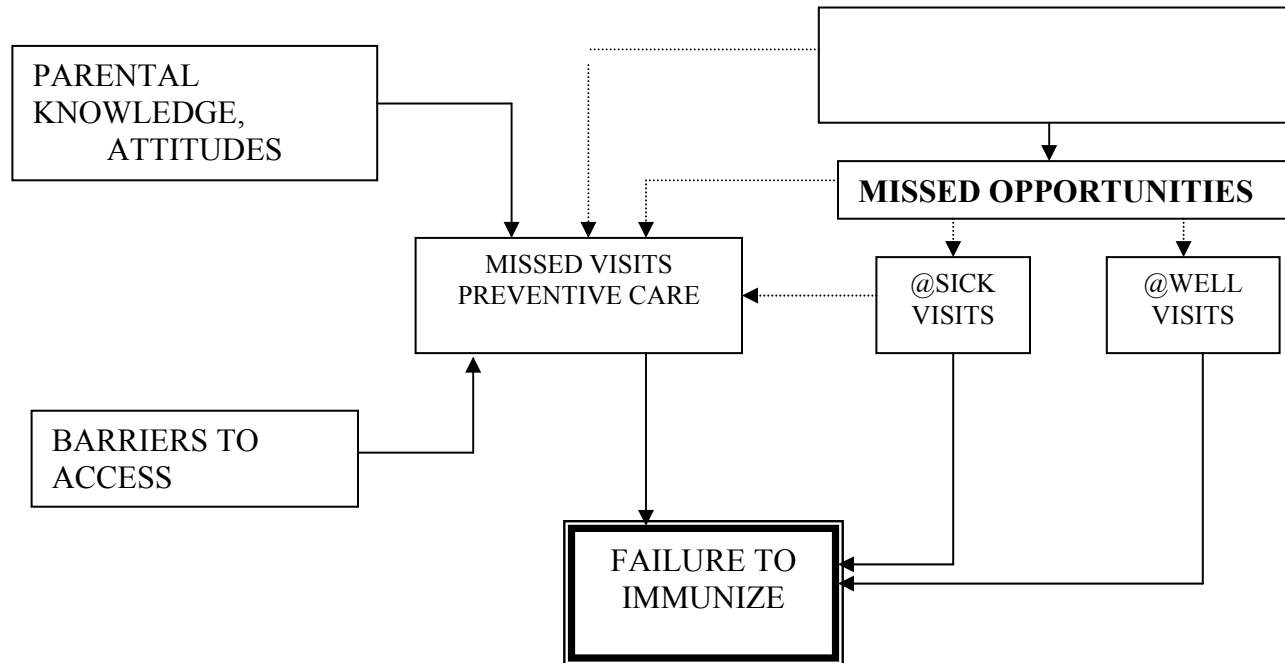 PARENTAL
KNOWLEDGE,
ATTITUDES
MISSED OPPORTUNITIES
MISSED VISITS
PREVENTIVE CARE
@SICK
VISITS
@WELL
VISITS
BARRIERS TO
ACCESS
FAILURE TO
IMMUNIZE